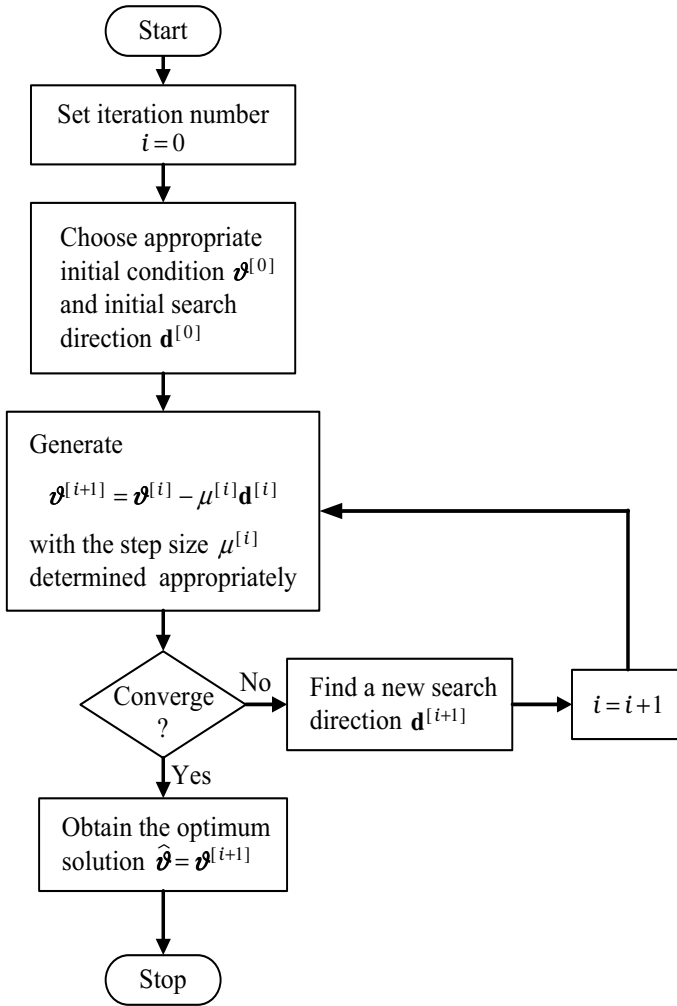 Start
Set iteration number
i = 0
Choose appropriate
initial condition 𝝑^[0]
and initial search
direction 𝐝^[0]
Generate
𝝑^[i+1] = 𝝑^[i] − μ^[i] 𝐝^[i]
with the step size μ^[i]
determined appropriately
Converge
?
No
Find a new search
direction 𝐝^[i+1]
i = i+1
Yes
Obtain the optimum
solution 𝝑̂ = 𝝑^[i+1]
Stop